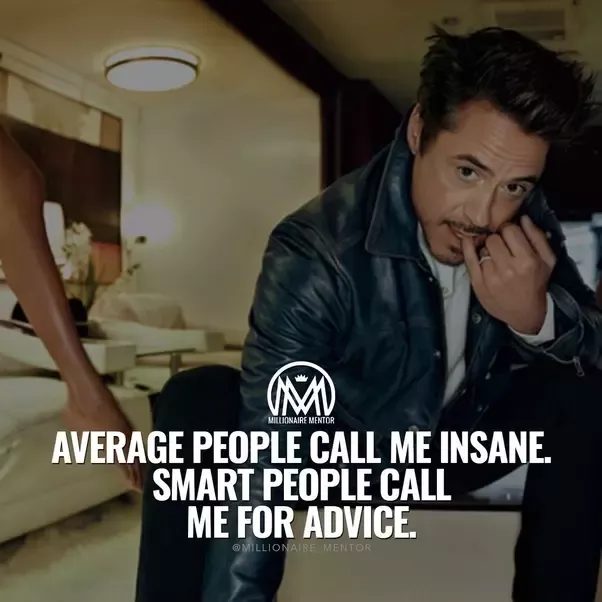 MILLIONAIRE MENTOR
AVERAGE PEOPLE CALL ME INSANE.
SMART PEOPLE CALL
ME FOR ADVICE.
@MILLIONAIRE_MENTOR